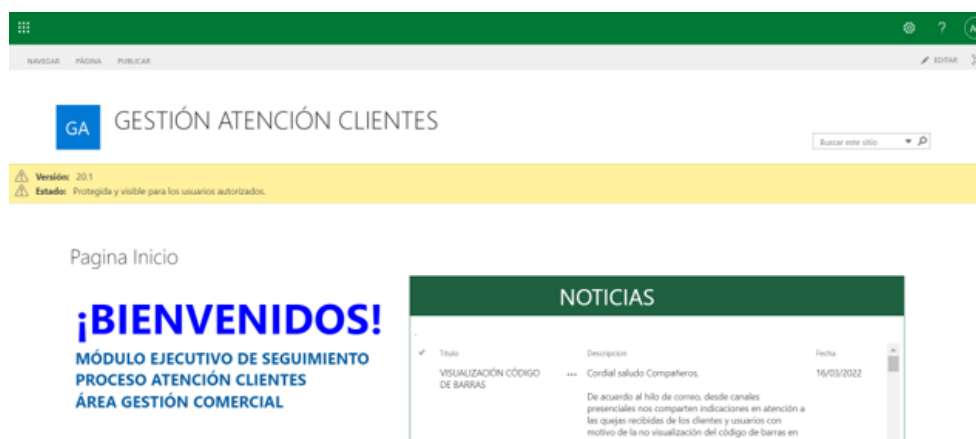 ?
NAVEGAR PÁGINA PUBLICAR
EDITAR
GA
GESTIÓN ATENCIÓN CLIENTES
Buscar este sitio
Versión: 20.1
Estado: Protegida y visible para los usuarios autorizados.
Pagina Inicio
¡BIENVENIDOS!
MÓDULO EJECUTIVO DE SEGUIMIENTO
PROCESO ATENCIÓN CLIENTES
ÁREA GESTIÓN COMERCIAL
NOTICIAS
Titulo Descripcion Fecha
VISUALIZACIÓN CÓDIGO DE BARRAS
... Cordial saludo Compañeros.
16/03/2022
De acuerdo al hilo de correo, desde canales
presenciales nos comparten indicaciones en atención a
las quejas recibidas de los clientes y usuarios con
motivo de la no visualización del código de barras en